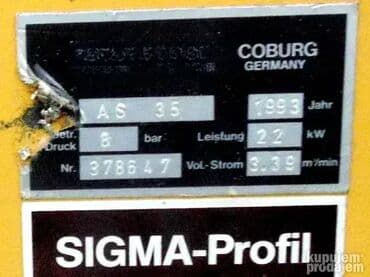 COBURG
GERMANY
AS 35 1993 Jahr
Betr. Druck 8 bar Leistung 22 kW
Nr. 378647 Vol.-Strom 3.39 m³/min
SIGMA-Profil
kupujem
prodajem